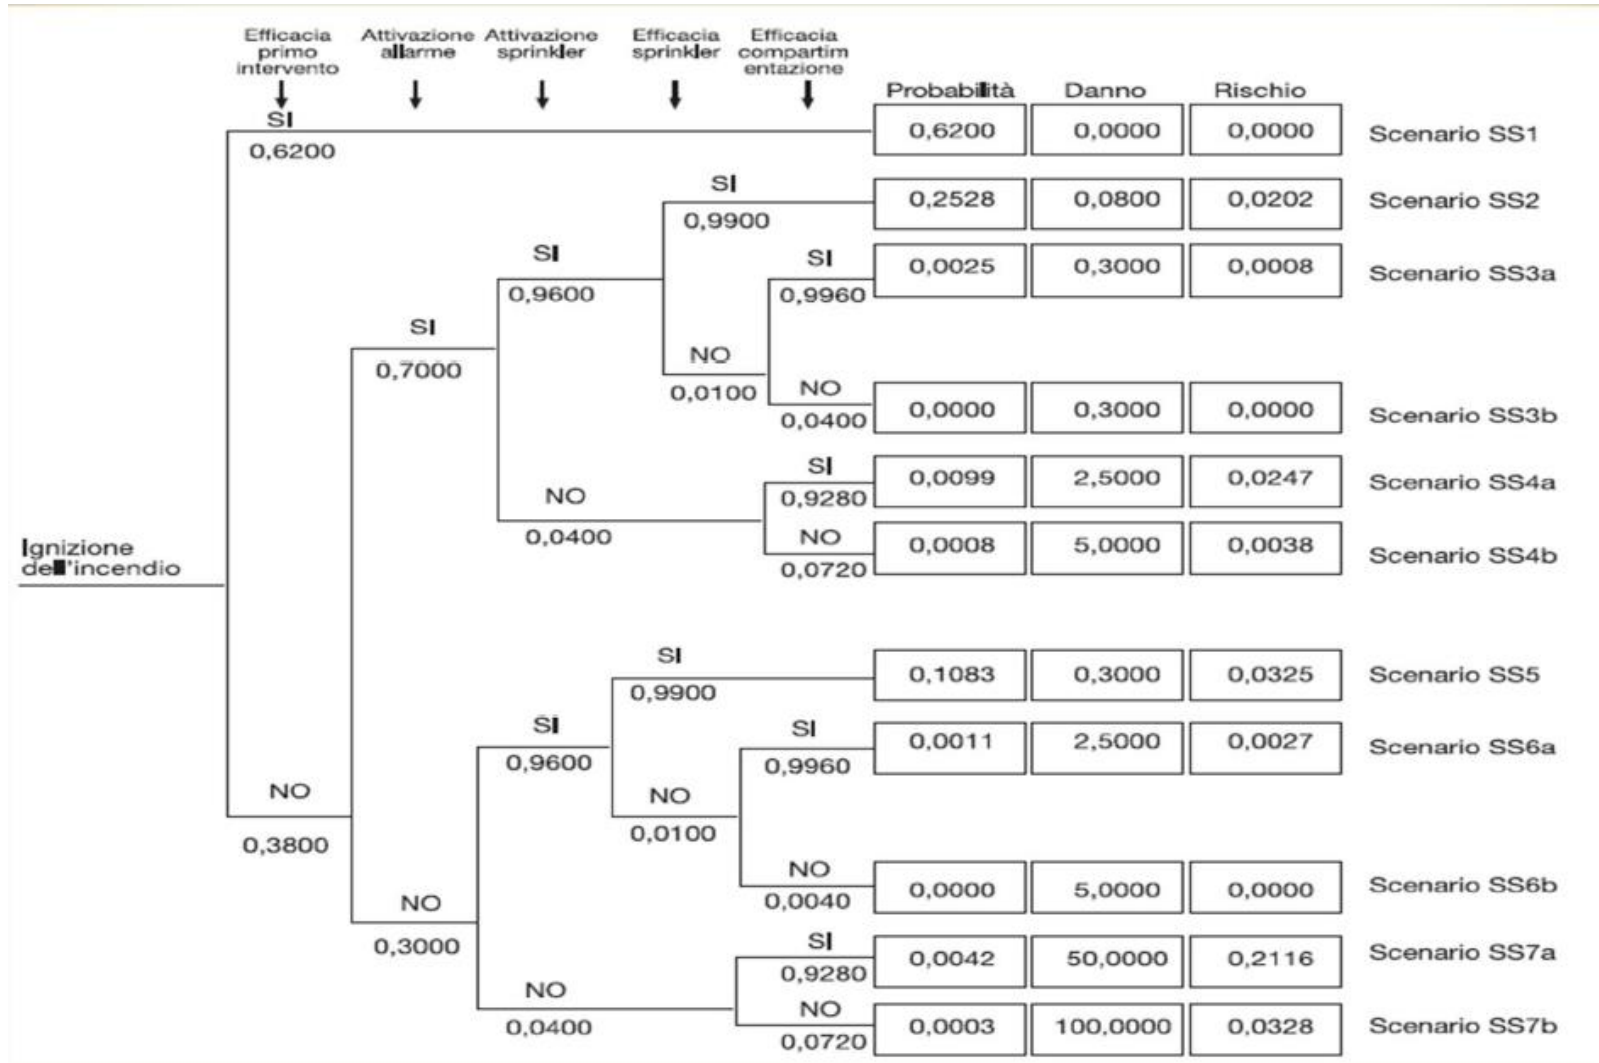 Efficacia primo intervento
Attivazione allarme
Attivazione sprinkler
Efficacia sprinkler
Efficacia compartim entazione
Probabilità Danno Rischio
SI
0,6200
0,6200 0,0000 0,0000 Scenario SS1
SI
0,9900
0,2528 0,0800 0,0202 Scenario SS2
SI
0,9600
SI
0,9960
0,0025 0,3000 0,0008 Scenario SS3a
SI
0,7000
NO
0,0100
NO
0,0400
0,0000 0,3000 0,0000 Scenario SS3b
SI
0,9280
0,0099 2,5000 0,0247 Scenario SS4a
NO
0,0400
NO
0,0720
0,0008 5,0000 0,0038 Scenario SS4b
Ignizione
dell'incendio
SI
0,9900
0,1083 0,3000 0,0325 Scenario SS5
SI
0,9600
SI
0,9960
0,0011 2,5000 0,0027 Scenario SS6a
NO
0,3800
NO
0,0100
NO
0,0040
0,0000 5,0000 0,0000 Scenario SS6b
NO
0,3000
SI
0,9280
0,0042 50,0000 0,2116 Scenario SS7a
NO
0,0400
NO
0,0720
0,0003 100,0000 0,0328 Scenario SS7b